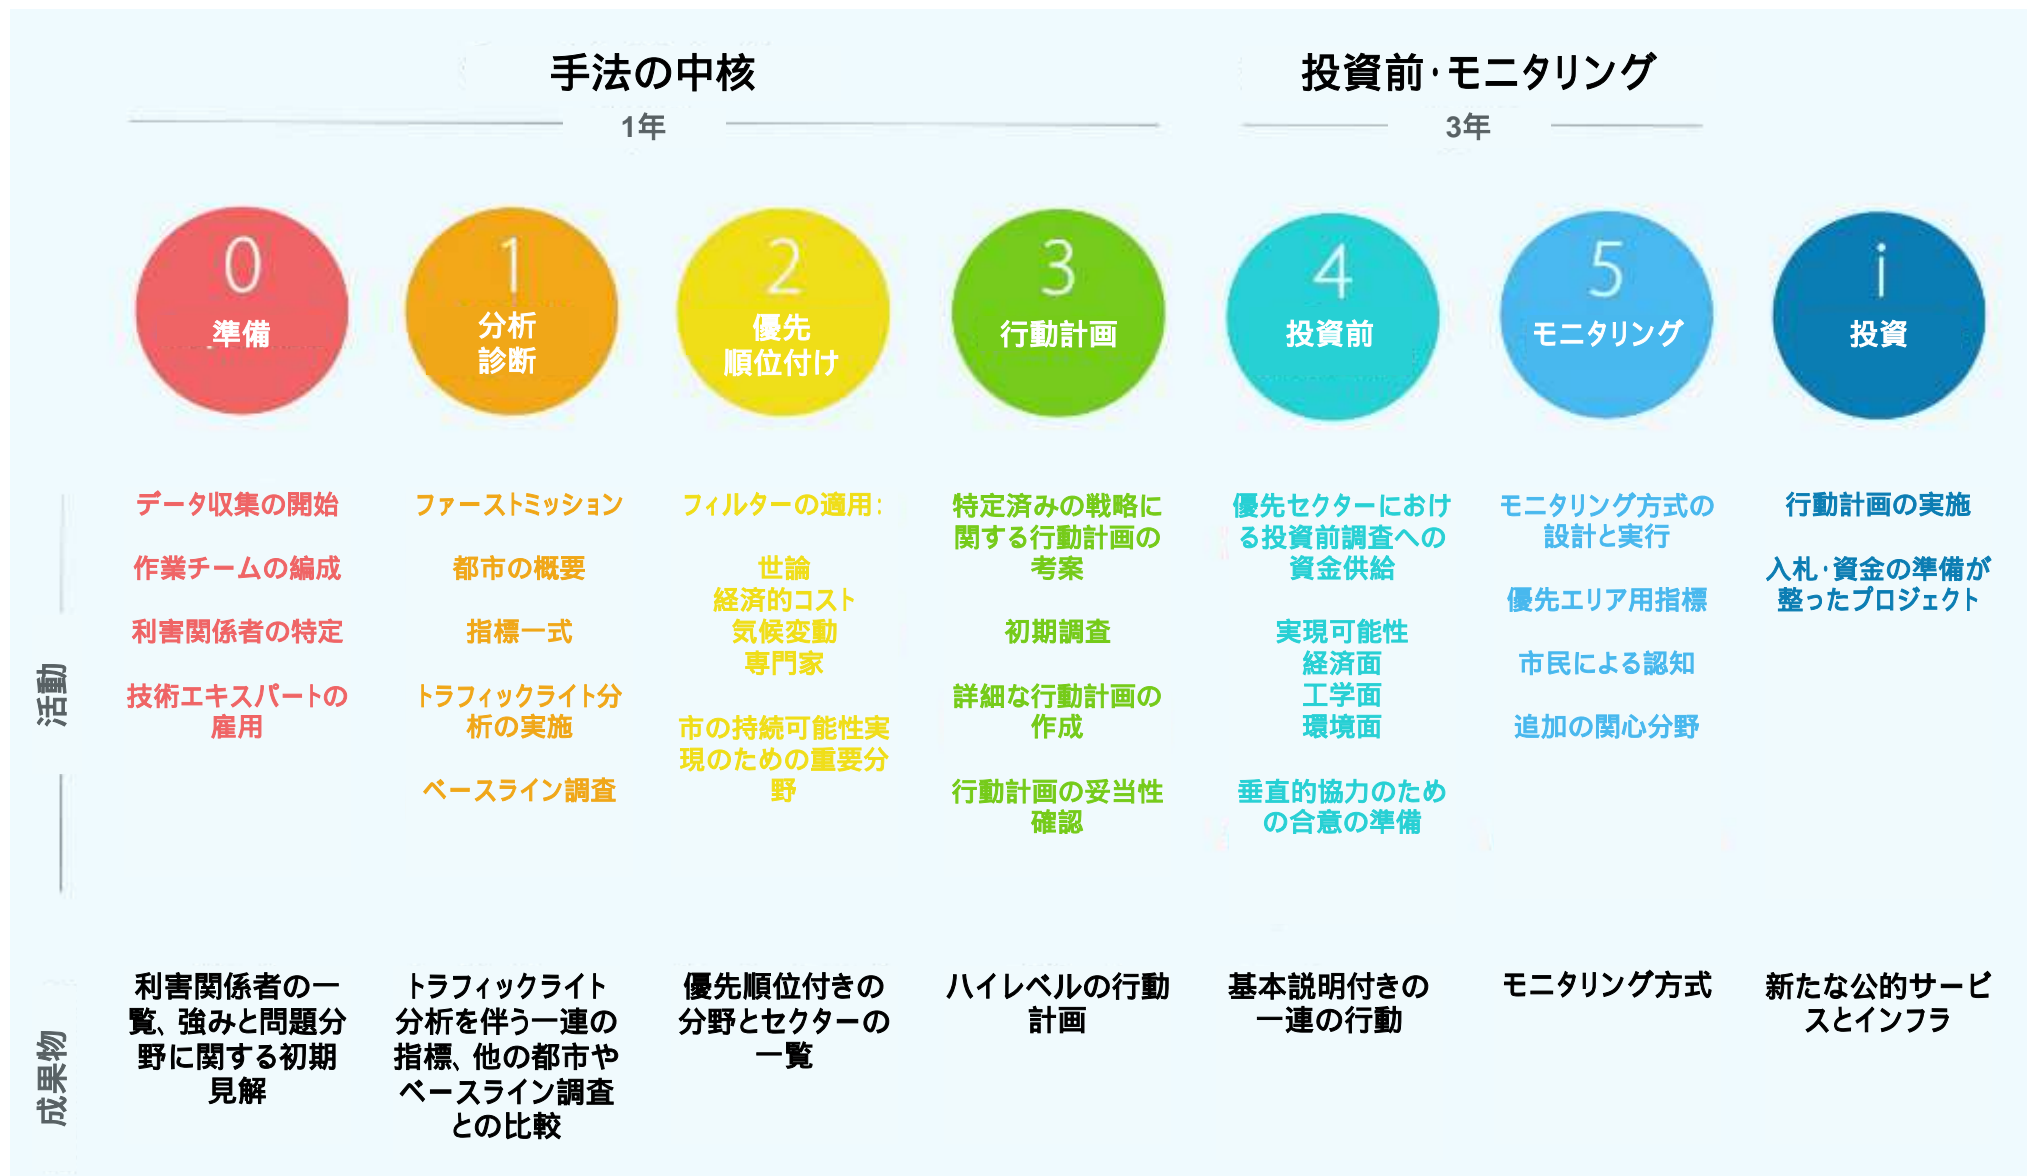 手法の中核
1年
投資前・モニタリング
3年
0
準備
1
分析
診断
2
優先
順位付け
3
行動計画
4
投資前
5
モニタリング
i
投資
活動
データ収集の開始
作業チームの編成
利害関係者の特定
技術エキスパートの
雇用
ファーストミッション
都市の概要
指標一式
トラフィックライト分
析の実施
ベースライン調査
フィルターの適用：
世論
経済的コスト
気候変動
専門家
市の持続可能性実
現のための重要分
野
特定済みの戦略に
関する行動計画の
考案
初期調査
詳細な行動計画の
作成
行動計画の妥当性
確認
優先セクターにおけ
る投資前調査への
資金供給
実現可能性
経済面
工学面
環境面
垂直的協力のため
の合意の準備
モニタリング方式の
設計と実行
優先エリア用指標
市民による認知
追加の関心分野
行動計画の実施
入札・資金の準備が
整ったプロジェクト
成果物
利害関係者の一
覧、強みと問題分
野に関する初期
見解
トラフィックライト
分析を伴う一連の
指標、他の都市や
ベースライン調査
との比較
優先順位付きの
分野とセクターの
一覧
ハイレベルの行動
計画
基本説明付きの
一連の行動
モニタリング方式
新たな公的サービ
スとインフラ